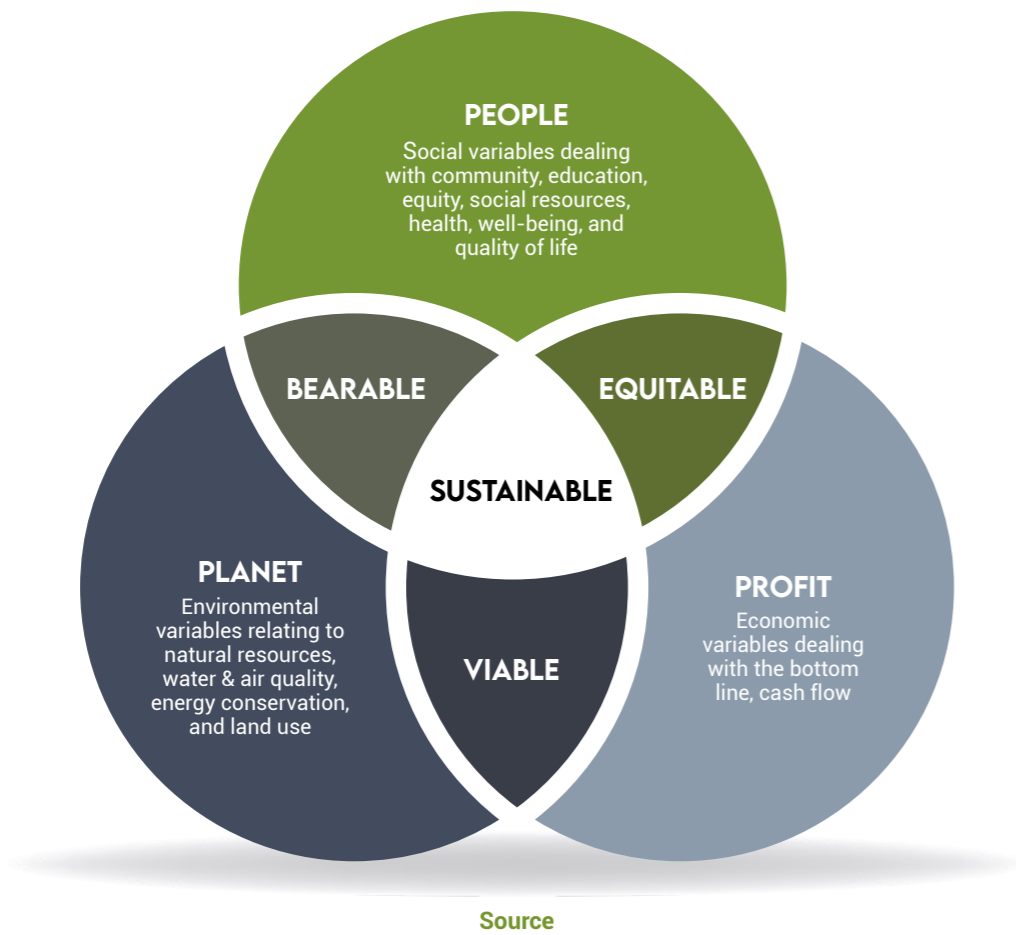 PEOPLE
Social variables dealing
with community, education,
equity, social resources,
health, well-being, and
quality of life
BEARABLE
EQUITABLE
SUSTAINABLE
PLANET
Environmental
variables relating to
natural resources,
water & air quality,
energy conservation,
and land use
PROFIT
Economic
variables dealing
with the bottom
line, cash flow
VIABLE
Source